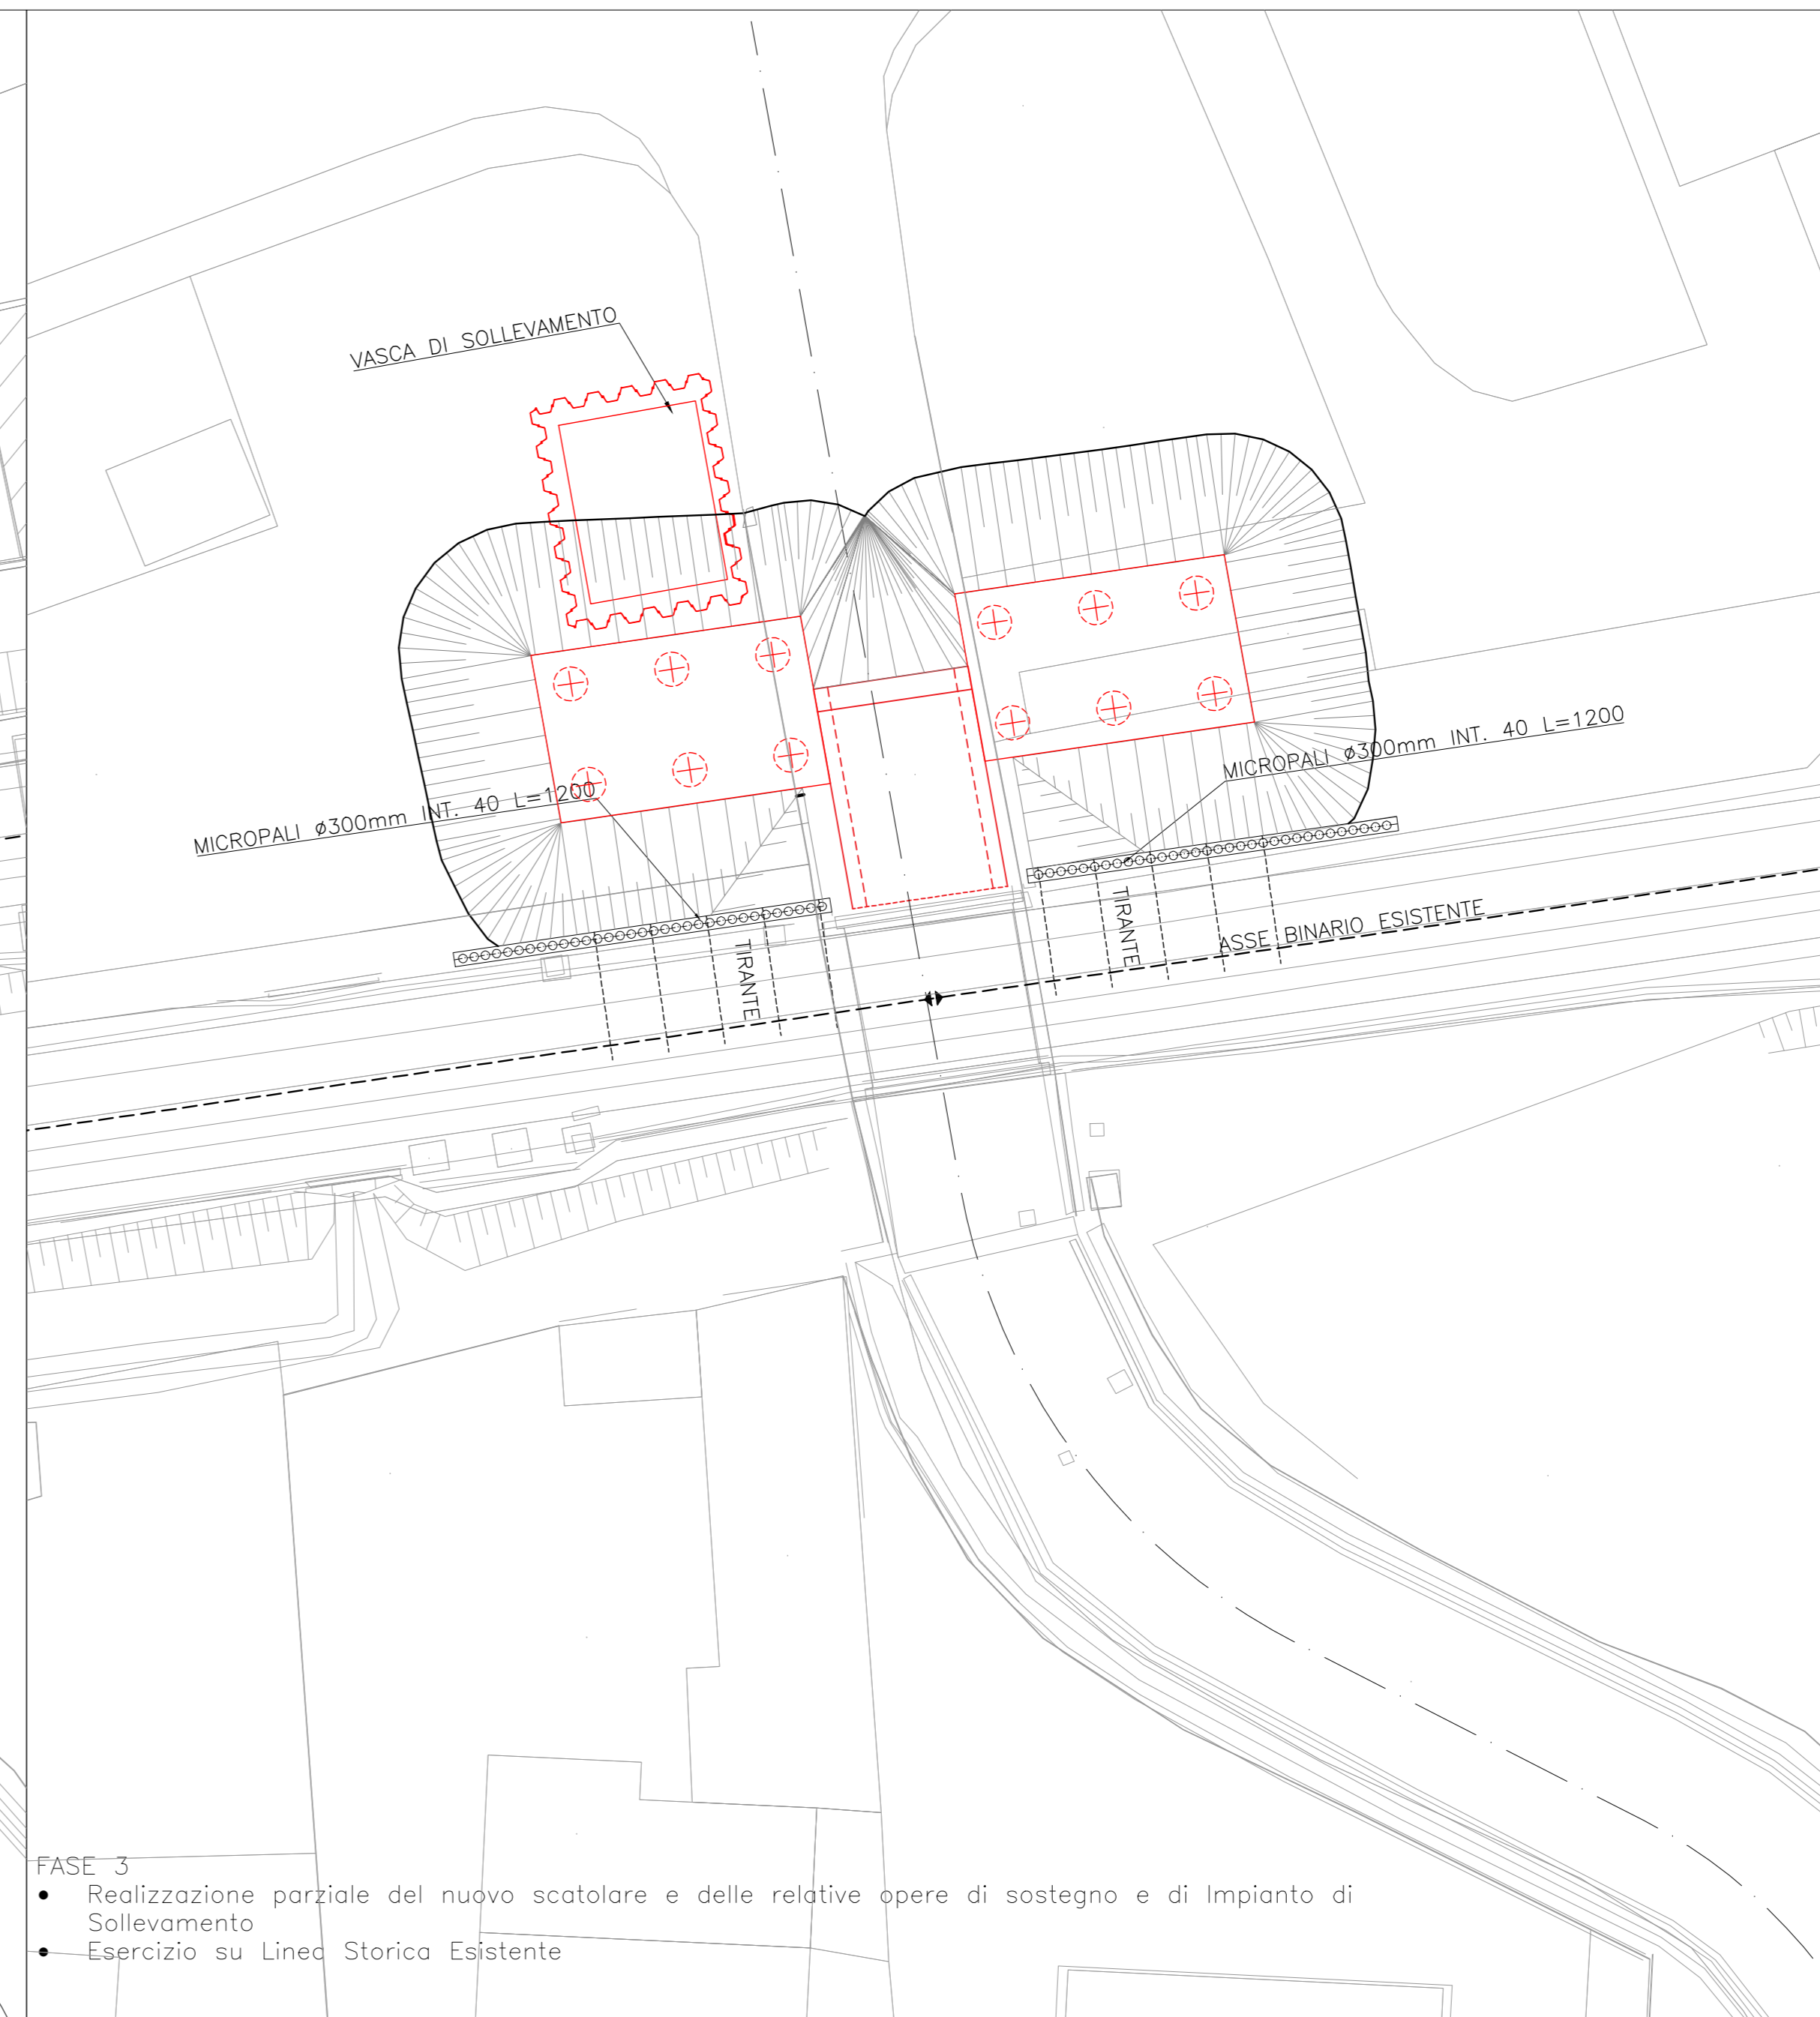 VASCA DI SOLLEVAMENTO
MICROPALI ø300mm INT. 40 L=1200
MICROPALI ø300mm INT. 40 L=1200
TIRANTE
ASSE BINARIO ESISTENTE
TIRANTE
FASE 3
• Realizzazione parziale del nuovo scatolare e delle relative opere di sostegno e di Impianto di
Sollevamento
• Esercizio su Linea Storica Esistente